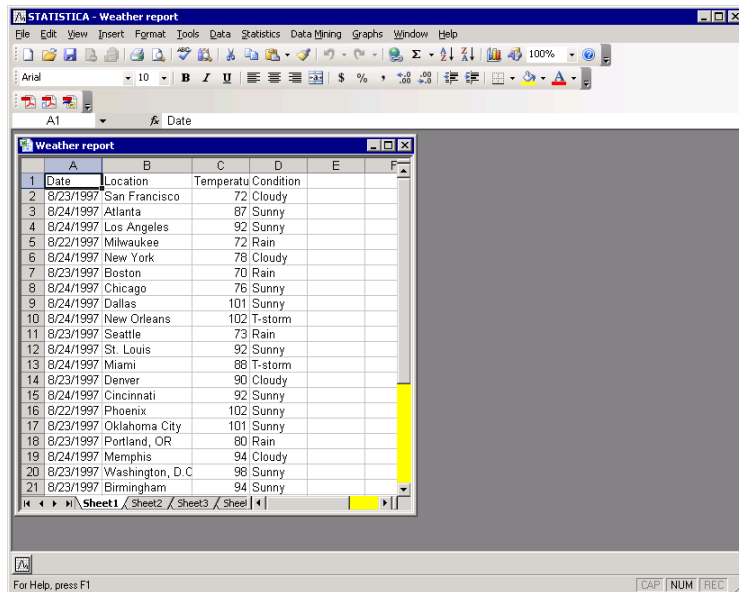 STATISTICA - Weather report
File Edit View Insert Format Tools Data Statistics Data Mining Graphs Window Help
100%
Arial 10 B I U $ % ,
A1 fx Date
Weather report
A B C D E F
1 Date Location Temperatu Condition
2 8/23/1997 San Francisco 72 Cloudy
3 8/24/1997 Atlanta 87 Sunny
4 8/24/1997 Los Angeles 92 Sunny
5 8/22/1997 Milwaukee 72 Rain
6 8/24/1997 New York 78 Cloudy
7 8/23/1997 Boston 70 Rain
8 8/24/1997 Chicago 76 Sunny
9 8/24/1997 Dallas 101 Sunny
10 8/24/1997 New Orleans 102 T-storm
11 8/23/1997 Seattle 73 Rain
12 8/24/1997 St. Louis 92 Sunny
13 8/24/1997 Miami 88 T-storm
14 8/23/1997 Denver 90 Cloudy
15 8/24/1997 Cincinnati 92 Sunny
16 8/22/1997 Phoenix 102 Sunny
17 8/23/1997 Oklahoma City 101 Sunny
18 8/23/1997 Portland, OR 80 Rain
19 8/24/1997 Memphis 94 Cloudy
20 8/23/1997 Washington, D.C 98 Sunny
21 8/23/1997 Birmingham 94 Sunny
Sheet1 Sheet2 Sheet3 Sheel
For Help, press F1 CAP NUM REC